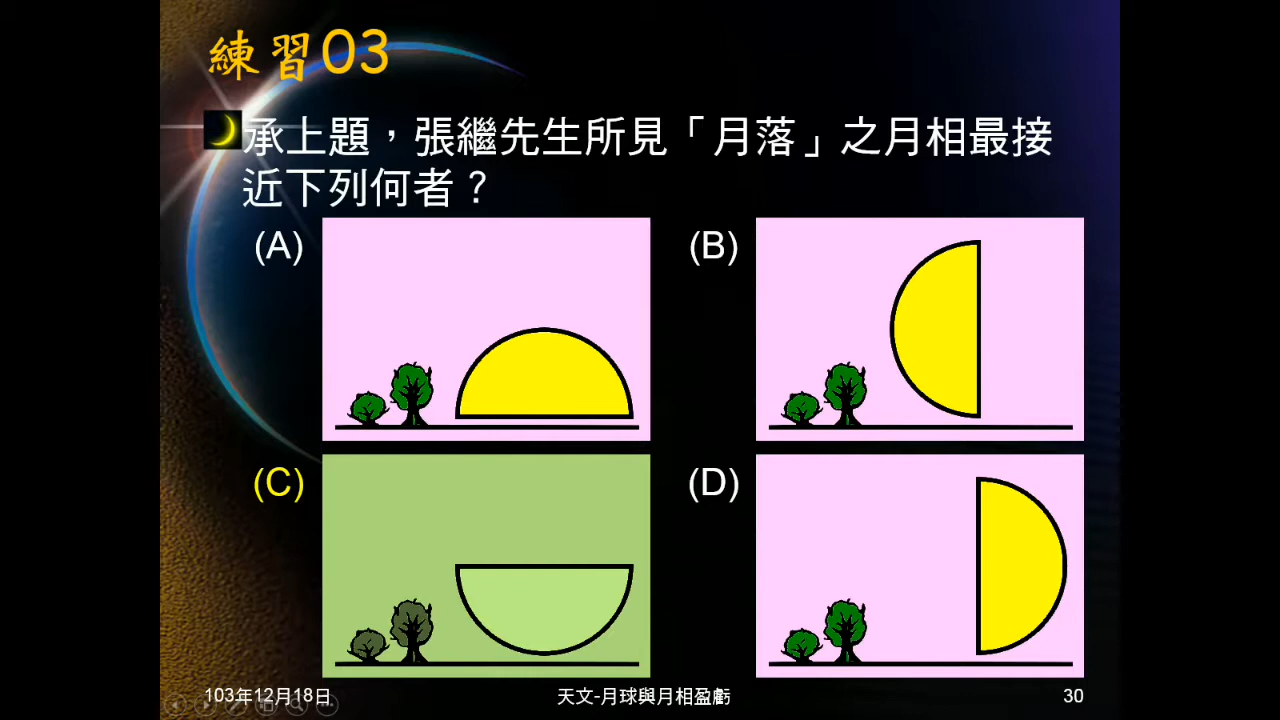 練習03
承上題，張繼先生所見「月落」之月相最接
近下列何者？
(A)
(B)
(C)
(D)
103年12月18日
天文-月球與月相盈虧
30